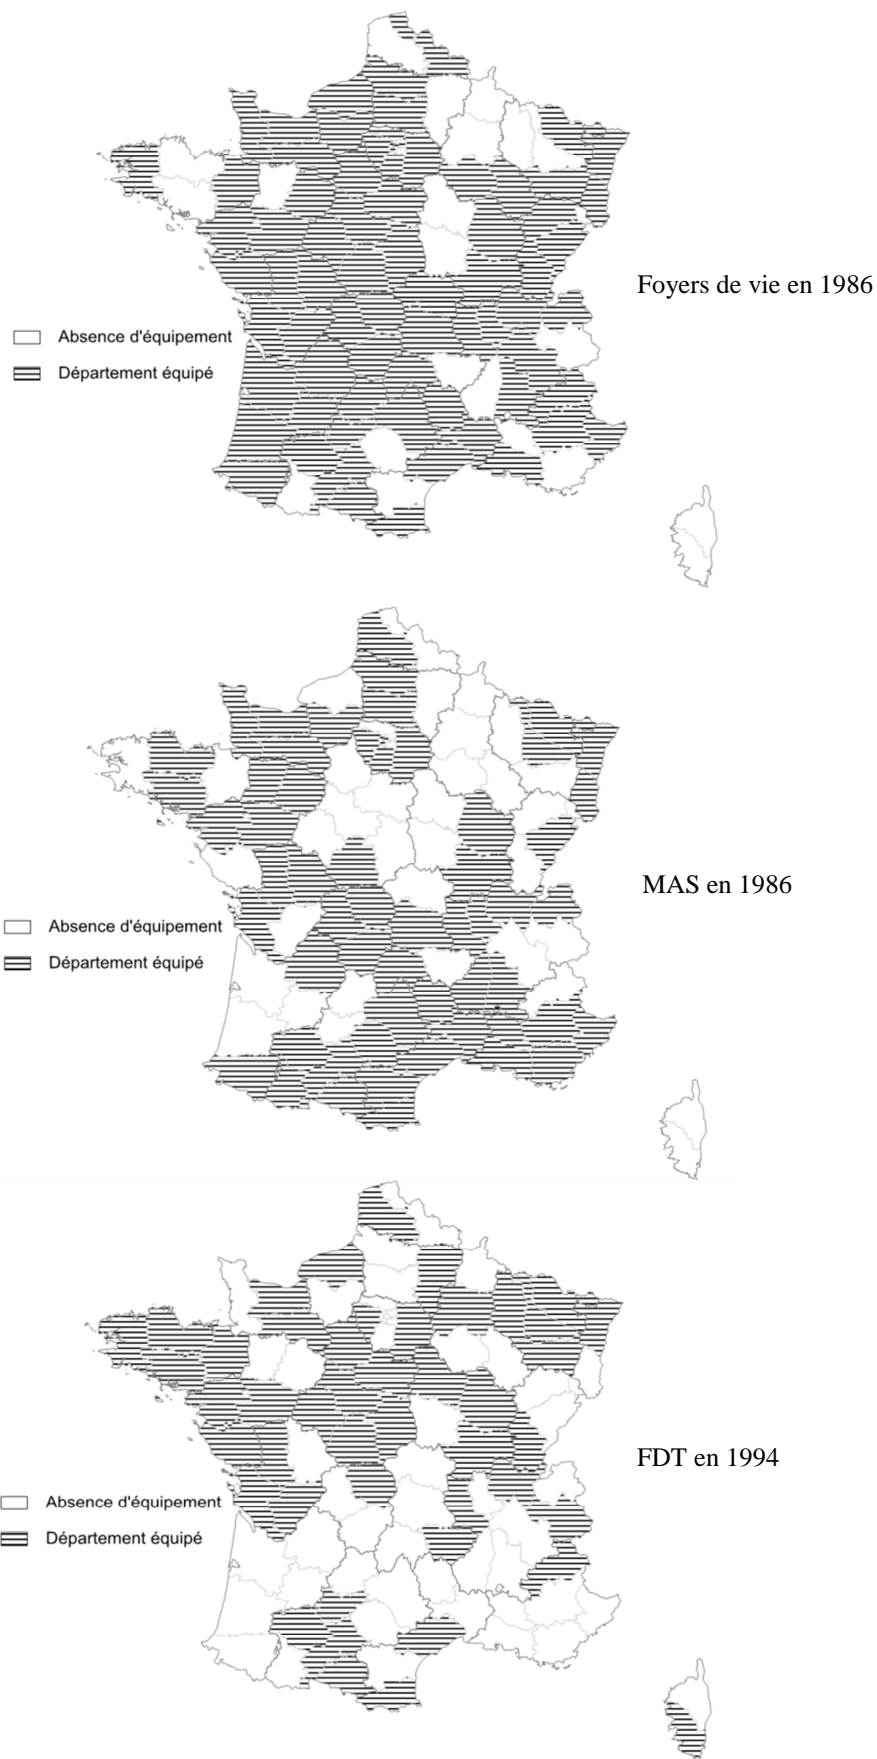 Foyers de vie en 1986
Absence d'équipement
Département équipé
MAS en 1986
Absence d'équipement
Département équipé
FDT en 1994
Absence d'équipement
Département équipé